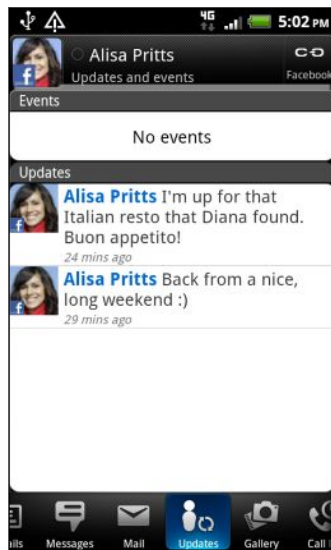 4G
5:02 PM
Alisa Pritts
Updates and events
Facebook
Events
No events
Updates
Alisa Pritts I'm up for that
Italian resto that Diana found.
Buon appetito!
24 mins ago
Alisa Pritts Back from a nice,
long weekend :)
29 mins ago
ails Messages Mail Updates Gallery Call